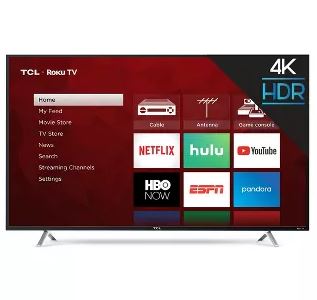 TCL • Roku TV
4K
HDR
Home
My Feed
Movie Store
TV Store
News
Search
Streaming Channels
Settings
Cable
Antenna
Game console
NETFLIX
hulu
YouTube
HBO
NOW
ESPN
pandora
TCL